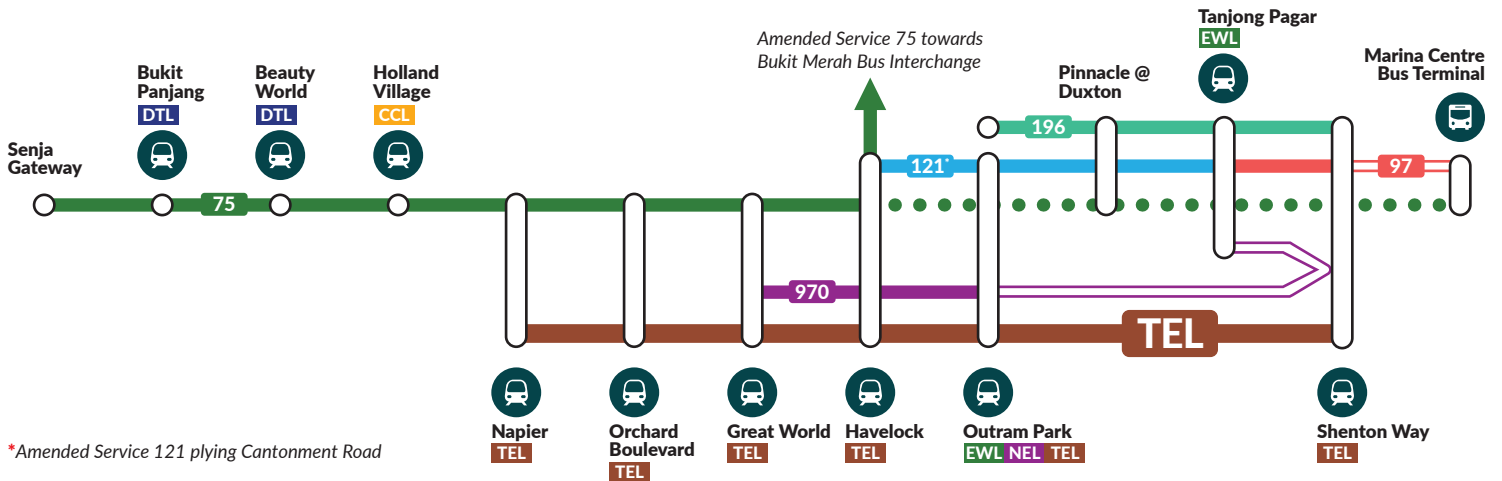 Senja
Gateway
Bukit
Panjang
DTL
Beauty
World
DTL
Holland
Village
CCL
75
Amended Service 75 towards
Bukit Merah Bus Interchange
Pinnacle @
Duxton
Tanjong Pagar
EWL
Marina Centre
Bus Terminal
196
121*
97
970
TEL
Napier
TEL
Orchard
Boulevard
TEL
Great World
TEL
Havelock
TEL
Outram Park
EWL NEL TEL
Shenton Way
TEL
*Amended Service 121 plying Cantonment Road